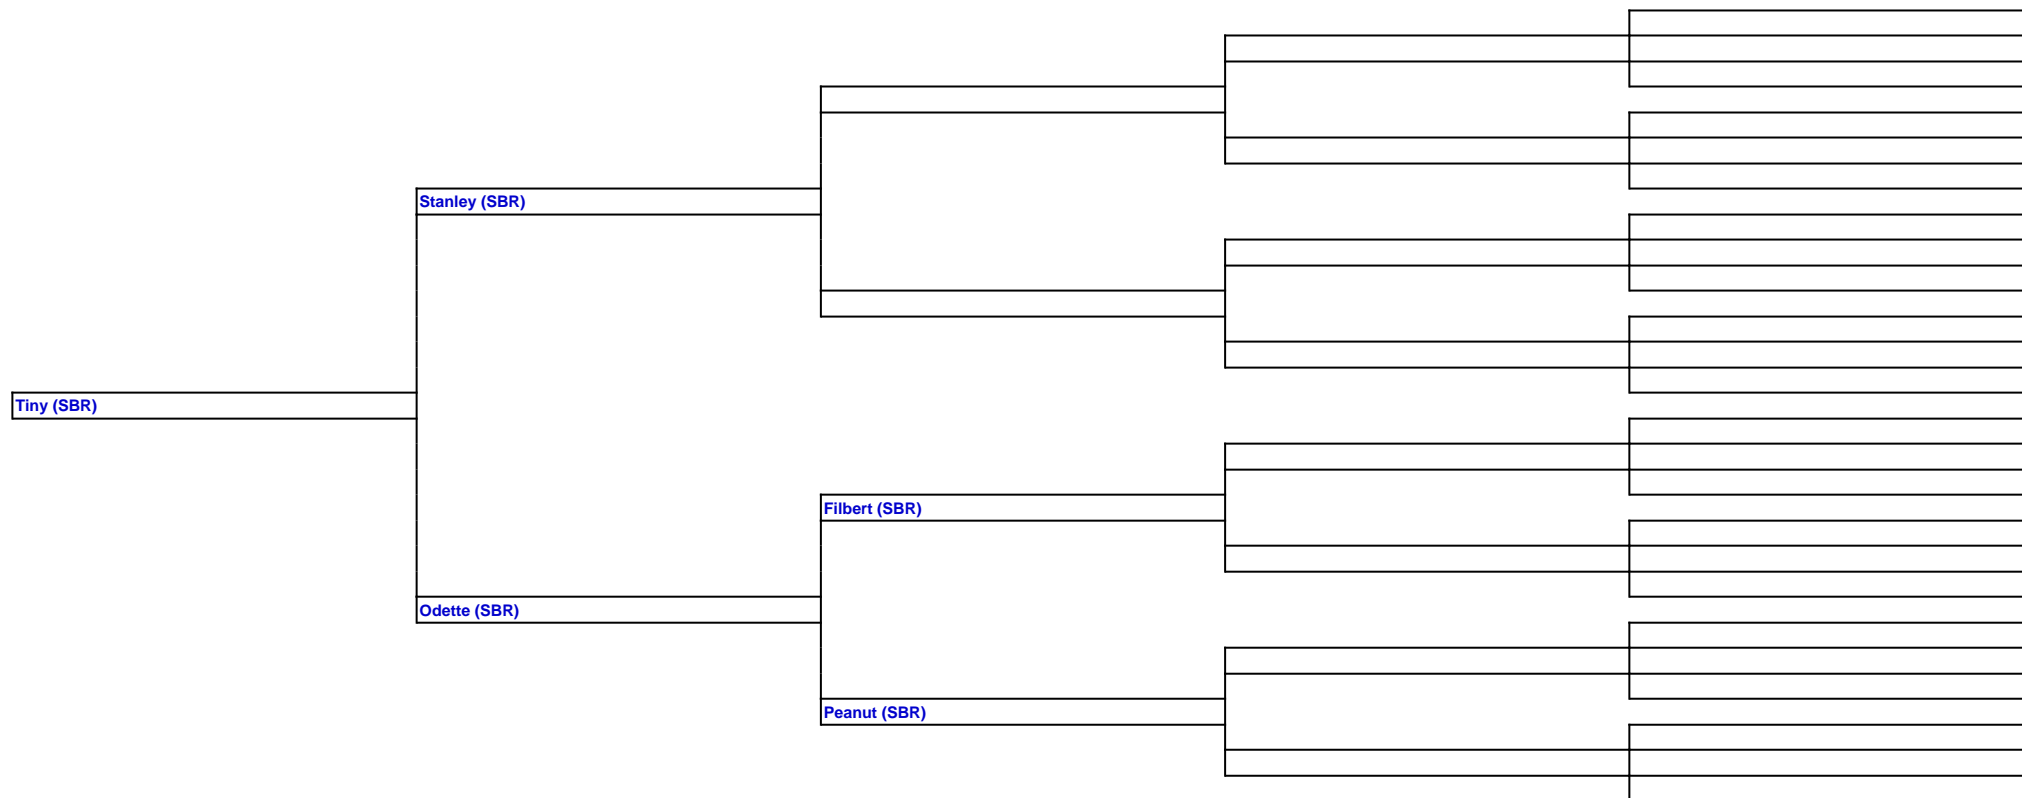 Stanley (SBR)
Tiny (SBR)
Filbert (SBR)
Odette (SBR)
Peanut (SBR)